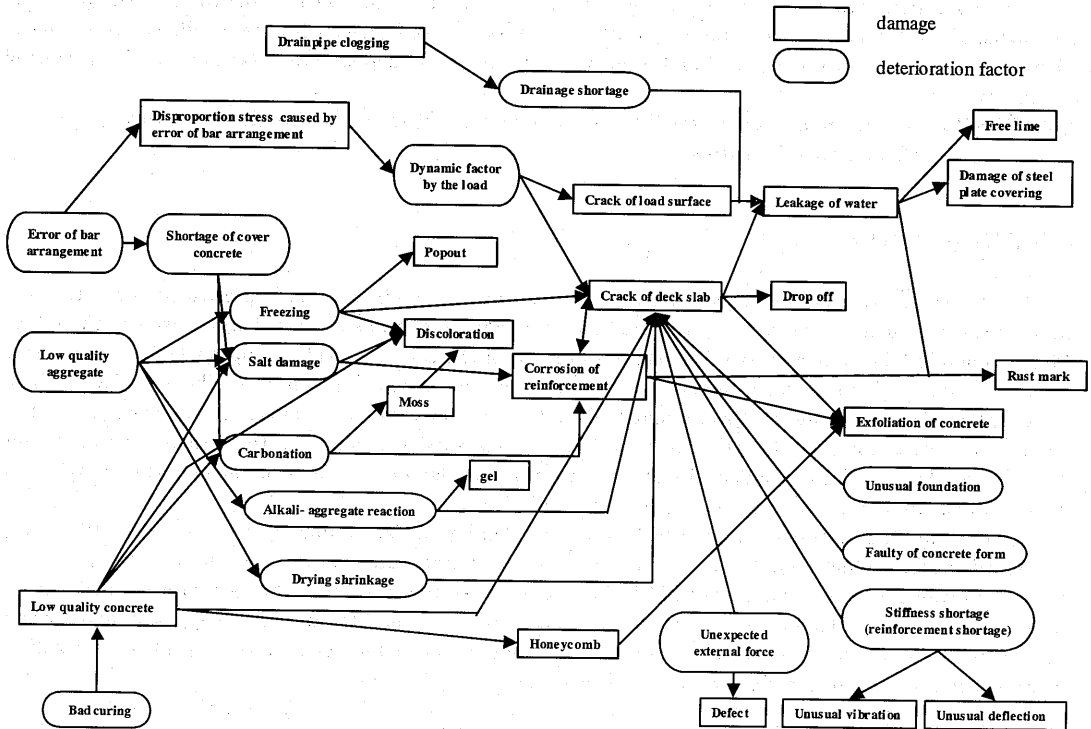 damage
Drainpipe clogging
deterioration factor
Drainage shortage
Disproportion stress caused by
error of bar arrangement
Free lime
Dynamic factor
by the load
Damage of steel
plate covering
Crack of load surface
Leakage of water
Error of bar
arrangement
Shortage of cover
concrete
Popout
Crack of deck slab
Drop off
Freezing
Discoloration
Low quality
aggregate
Salt damage
Corrosion of
reinforcement
Rust mark
Moss
Exfoliation of concrete
Carbonation
gel
Unusual foundation
Alkali- aggregate reaction
Faulty of concrete form
Drying shrinkage
Low quality concrete
Stiffness shortage
(reinforcement shortage)
Honeycomb
Unexpected
external force
Bad curing
Defect
Unusual vibration
Unusual deflection